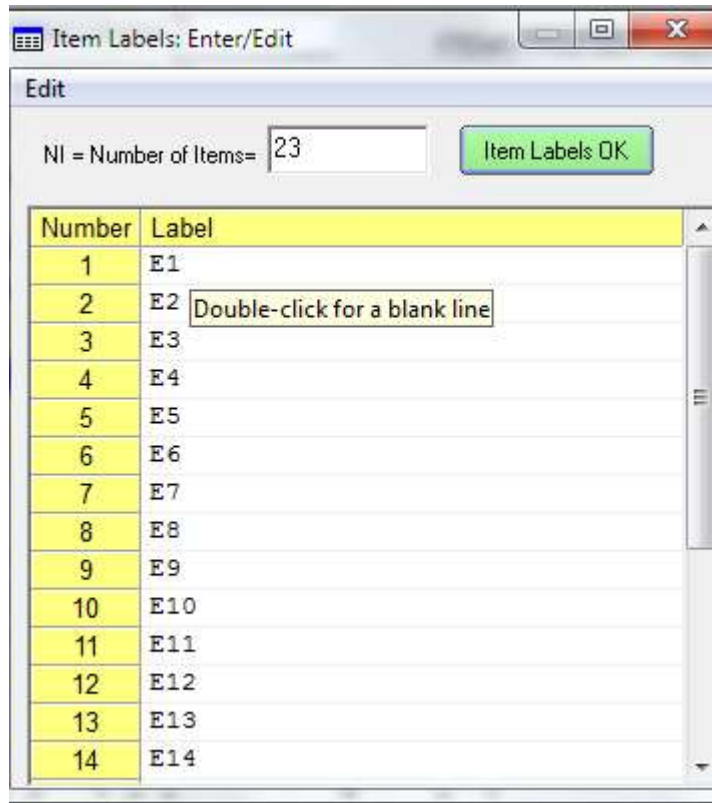 Item Labels: Enter/Edit
Edit
NI = Number of Items= 23 Item Labels OK
Number Label
1 E1
2 E2 Double-click for a blank line
3 E3
4 E4
5 E5
6 E6
7 E7
8 E8
9 E9
10 E10
11 E11
12 E12
13 E13
14 E14